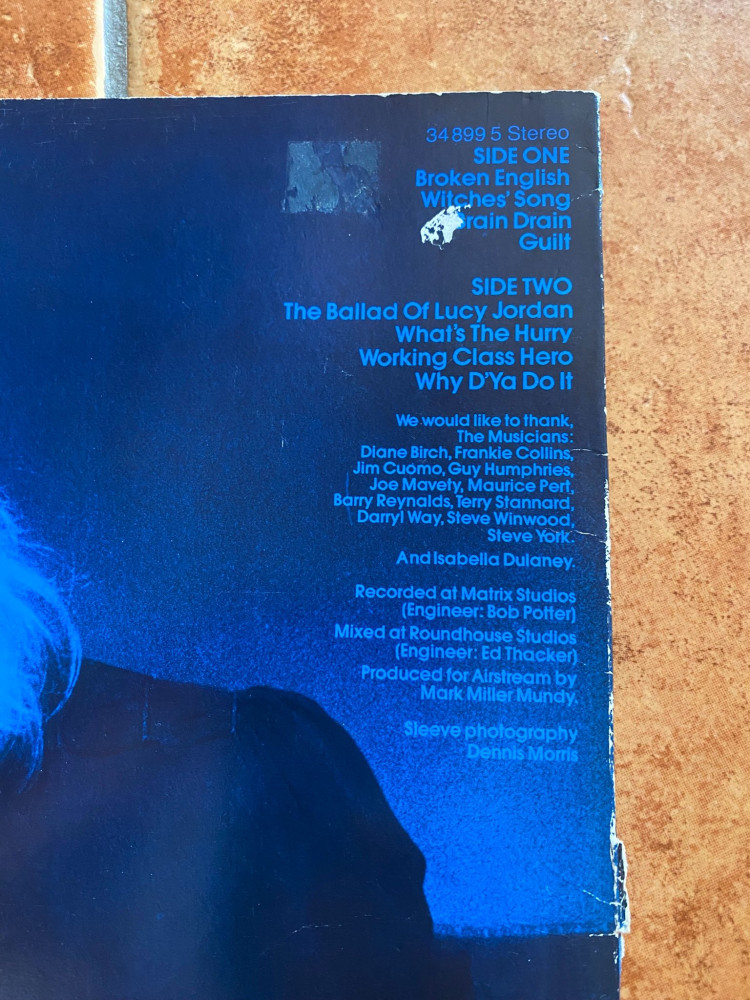 34 899 5 Stereo
SIDE ONE
Broken English
Witches' Song
Brain Drain
Guilt
SIDE TWO
The Ballad Of Lucy Jordan
What's The Hurry
Working Class Hero
Why D'Ya Do It
We would like to thank,
The Musicians:
Diane Birch, Frankie Collins,
Jim Cuomo, Guy Humphries,
Joe Mavety, Maurice Pert,
Barry Reynalds, Terry Stannard,
Darryl Way, Steve Winwood,
Steve York.
And Isabella Dulaney.
Recorded at Matrix Studios
(Engineer: Bob Potter)
Mixed at Roundhouse Studios
(Engineer: Ed Thacker)
Produced for Airstream by
Mark Miller Mundy.
Sleeve photography
Dennis Morris